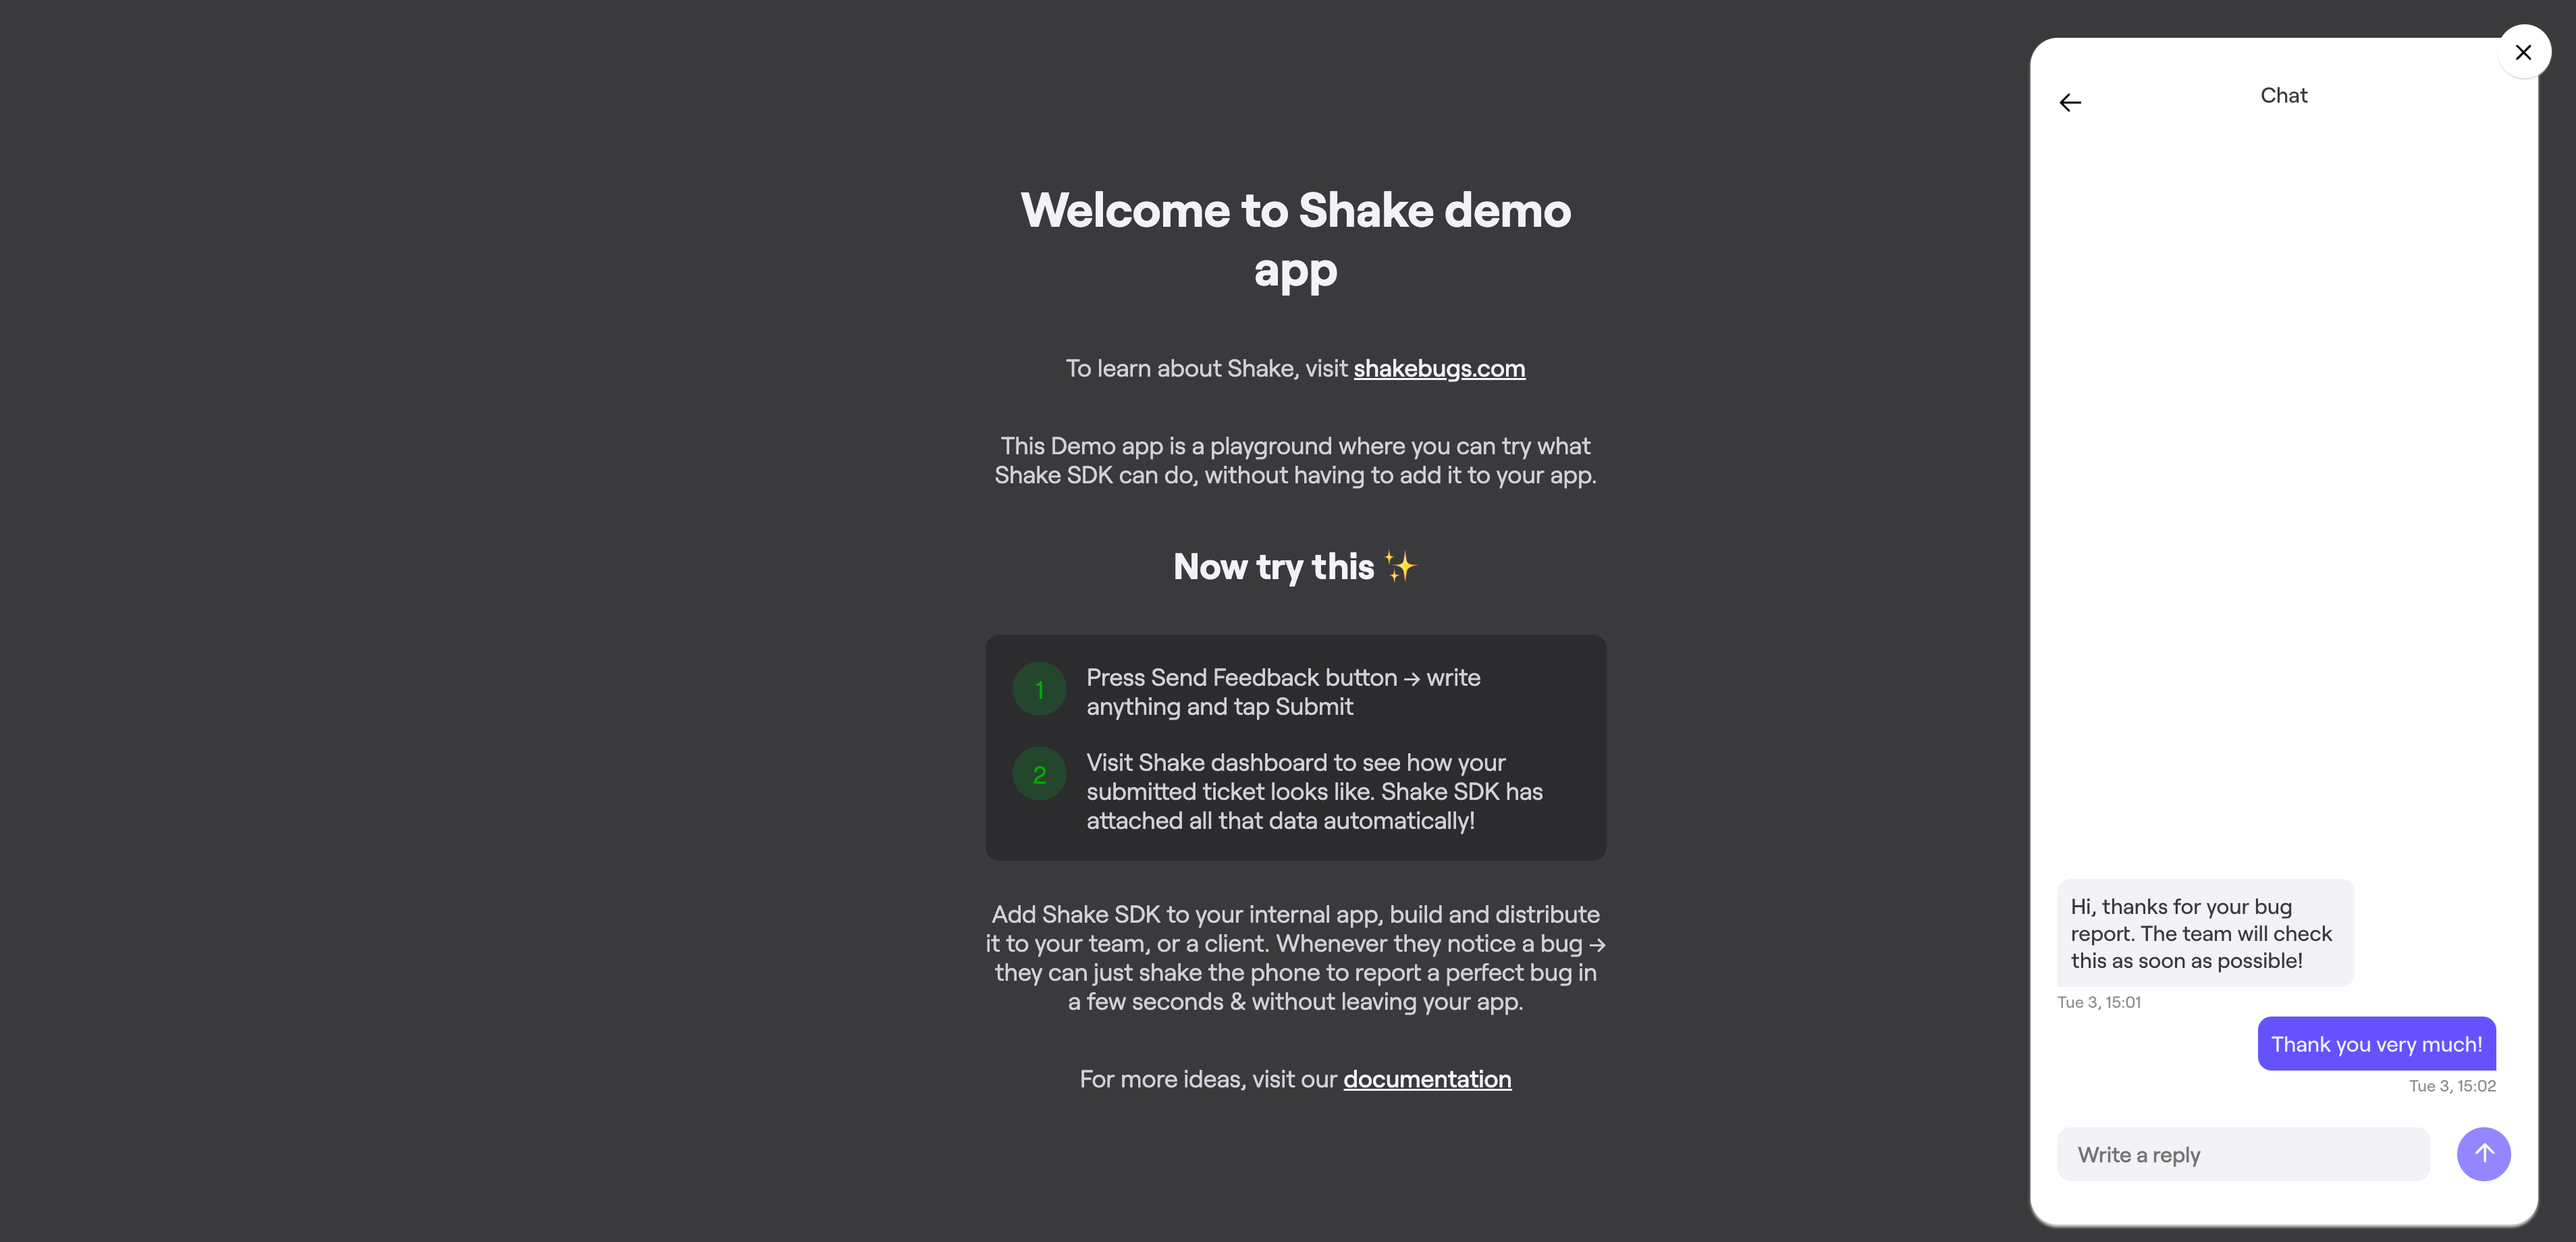 Welcome to Shake demo
app
To learn about Shake, visit shakebugs.com
This Demo app is a playground where you can try what
Shake SDK can do, without having to add it to your app.
Now try this ✨
1 Press Send Feedback button → write
anything and tap Submit
2 Visit Shake dashboard to see how your
submitted ticket looks like. Shake SDK has
attached all that data automatically!
Add Shake SDK to your internal app, build and distribute
it to your team, or a client. Whenever they notice a bug →
they can just shake the phone to report a perfect bug in
a few seconds & without leaving your app.
For more ideas, visit our documentation
Chat
Hi, thanks for your bug
report. The team will check
this as soon as possible!
Tue 3, 15:01
Thank you very much!
Tue 3, 15:02
Write a reply